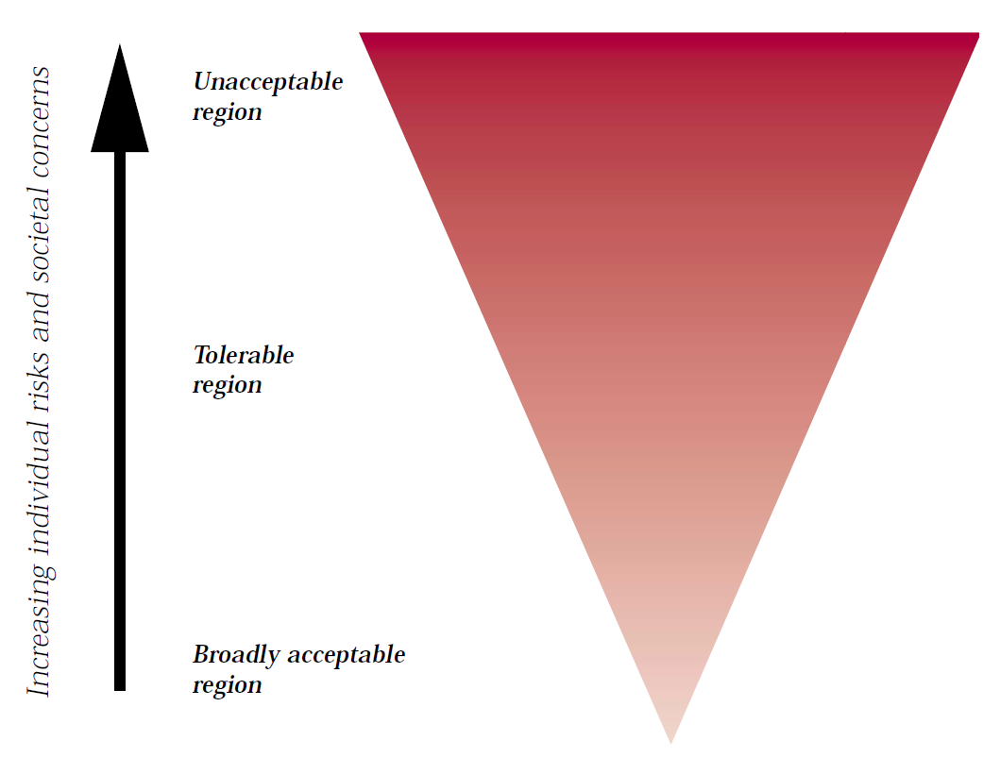 Increasing individual risks and societal concerns
Unacceptable
region
Tolerable
region
Broadly acceptable
region